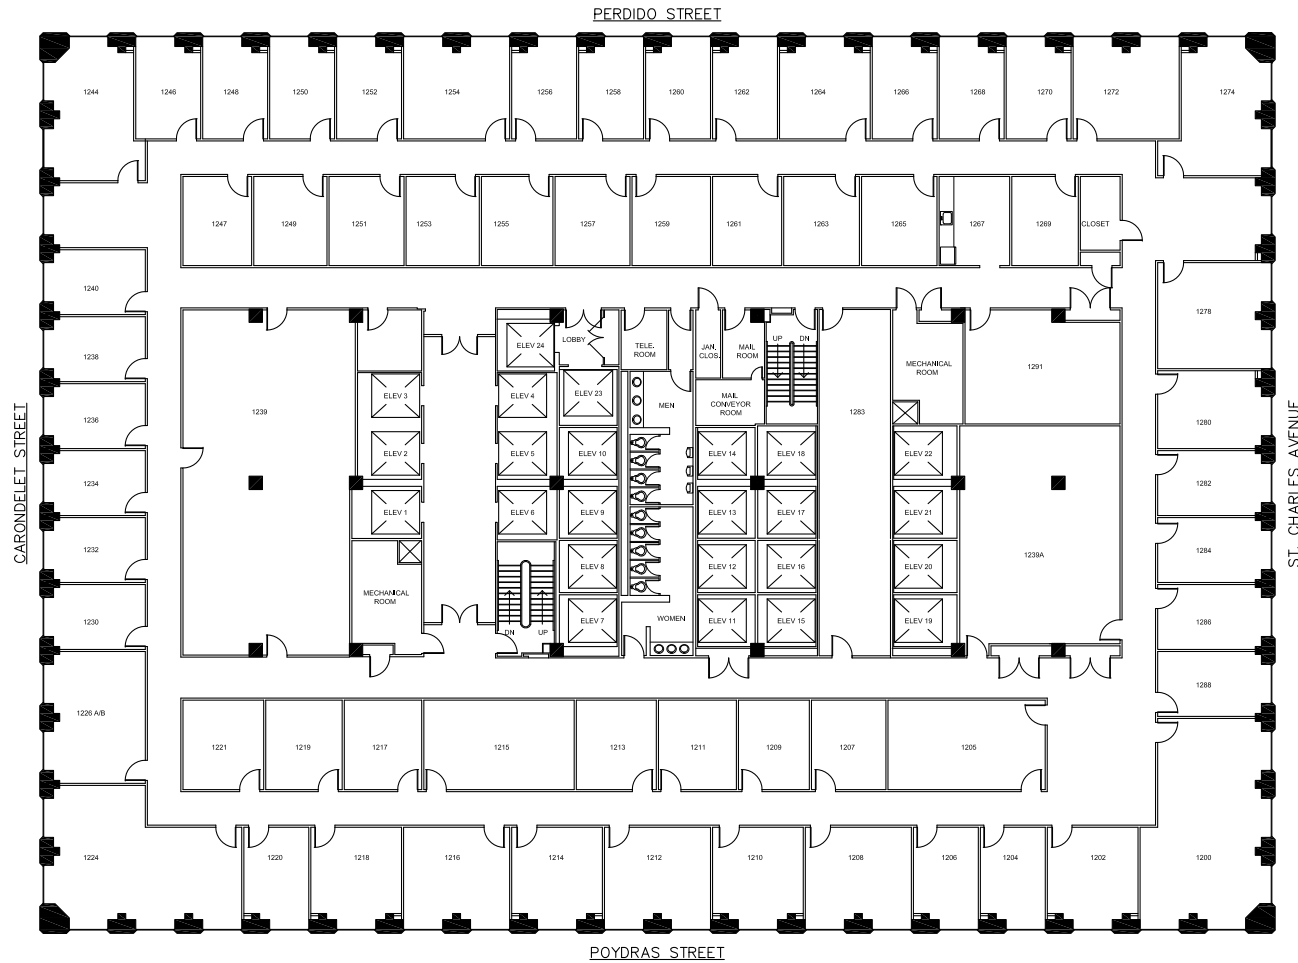 PERDIDO STREET
1244
1246
1248
1250
1252
1254
1256
1258
1260
1262
1264
1266
1268
1270
1272
1274
1247
1249
1251
1253
1255
1257
1259
1261
1263
1265
1267
1269
CLOSET
1240
1238
1236
1234
1232
1230
1226 A/B
1224
CARONDELET STREET
1239
ELEV 3
ELEV 2
ELEV 1
MECHANICAL
ROOM
ELEV 24
LOBBY
ELEV 4
ELEV 23
ELEV 5
ELEV 10
ELEV 6
ELEV 9
ELEV 8
ELEV 7
DN
UP
TELE.
ROOM
MEN
WOMEN
JAN.
CLOS.
MAIL
ROOM
UP
DN
MAIL
CONVEYOR
ROOM
ELEV 14
ELEV 18
ELEV 13
ELEV 17
ELEV 12
ELEV 16
ELEV 11
ELEV 15
1283
MECHANICAL
ROOM
1291
ELEV 22
ELEV 21
ELEV 20
ELEV 19
1239A
1278
1280
1282
1284
1286
1288
ST. CHARLES AVENUE
1221
1219
1217
1215
1213
1211
1209
1207
1205
1220
1218
1216
1214
1212
1210
1208
1206
1204
1202
1200
POYDRAS STREET